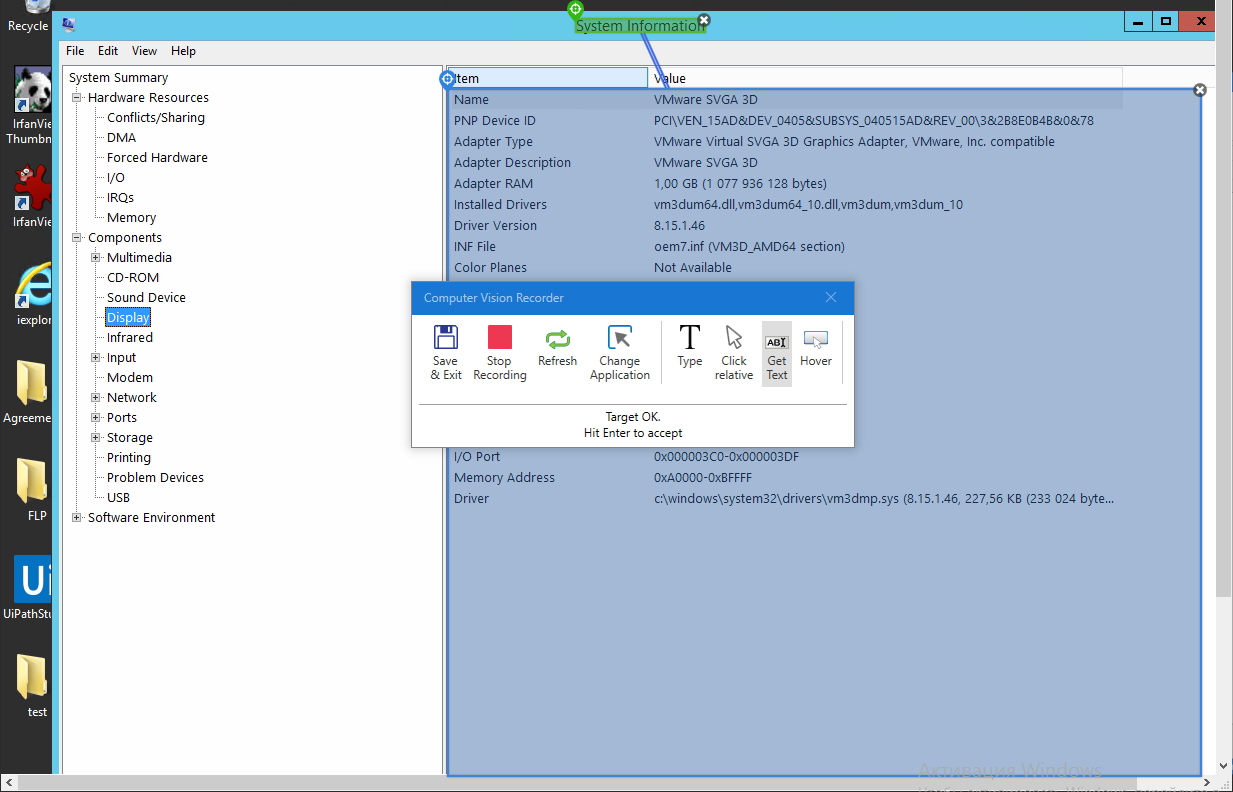 Recycle
IrfanVie
Thumbn
IrfanVie
iexplor
Agreeme
FLP
UiPathStu
test
System Information
File Edit View Help
System Summary
Hardware Resources
Conflicts/Sharing
DMA
Forced Hardware
I/O
IRQs
Memory
Components
Multimedia
CD-ROM
Sound Device
Display
Infrared
Input
Modem
Network
Ports
Storage
Printing
Problem Devices
USB
Software Environment
Item Value
Name VMware SVGA 3D
PNP Device ID PCI\VEN_15AD&DEV_0405&SUBSYS_040515AD&REV_00\3&2B8E0B4B&0&78
Adapter Type VMware Virtual SVGA 3D Graphics Adapter, VMware, Inc. compatible
Adapter Description VMware SVGA 3D
Adapter RAM 1,00 GB (1 077 936 128 bytes)
Installed Drivers vm3dum64.dll,vm3dum64_10.dll,vm3dum,vm3dum_10
Driver Version 8.15.1.46
INF File oem7.inf (VM3D_AMD64 section)
Color Planes Not Available
Computer Vision Recorder
Save & Exit
Stop Recording
Refresh
Change Application
Type
Click relative
ABI
Get Text
Hover
Target OK.
Hit Enter to accept
I/O Port 0x000003C0-0x000003DF
Memory Address 0xA0000-0xBFFFF
Driver c:\windows\system32\drivers\vm3dmp.sys (8.15.1.46, 227,56 KB (233 024 byte...
Активация Windows